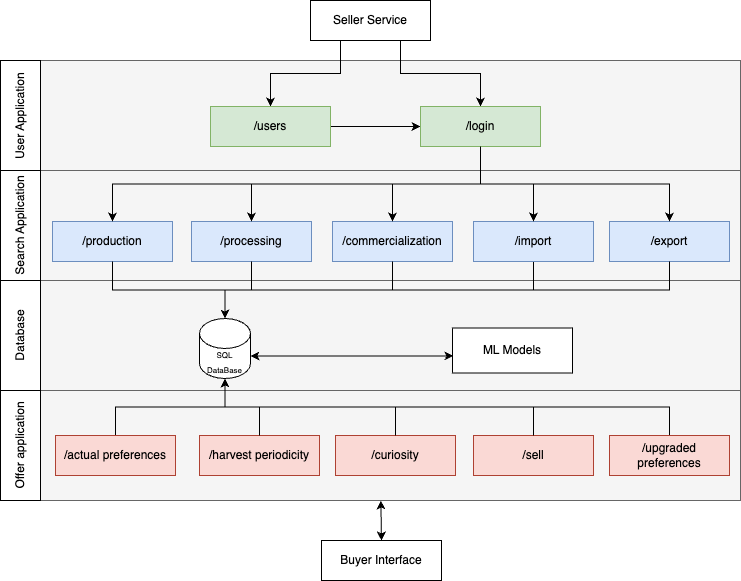 Seller Service
User Application
/users
/login
Search Application
/production
/processing
/commercialization
/import
/export
Database
SQL
DataBase
ML Models
Offer application
/actual preferences
/harvest periodicity
/curiosity
/sell
/upgraded
preferences
Buyer Interface